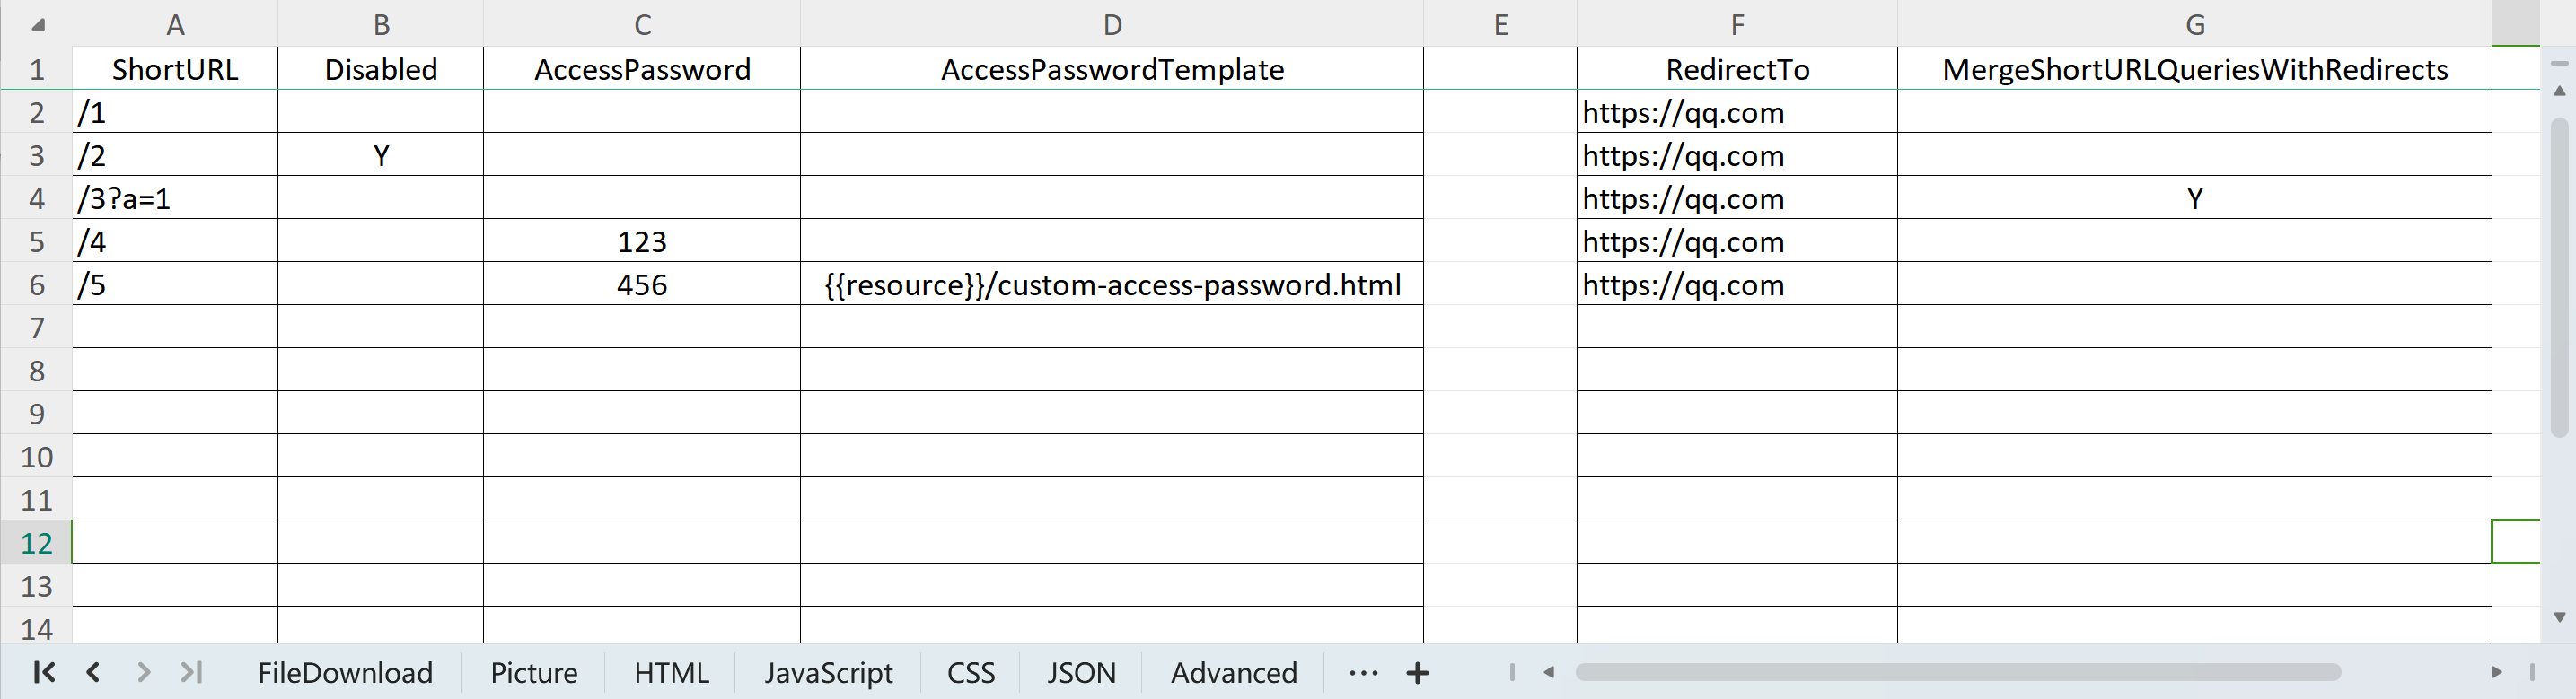 A B C D E F G
1 ShortURL Disabled AccessPassword AccessPasswordTemplate RedirectTo MergeShortURLQueriesWithRedirects
2 /1 https://qq.com
3 /2 Y https://qq.com
4 /3?a=1 https://qq.com Y
5 /4 123 https://qq.com
6 /5 456 {{resource}}/custom-access-password.html https://qq.com
7
8
9
10
11
12
13
14
FileDownload Picture HTML JavaScript CSS JSON Advanced ··· +